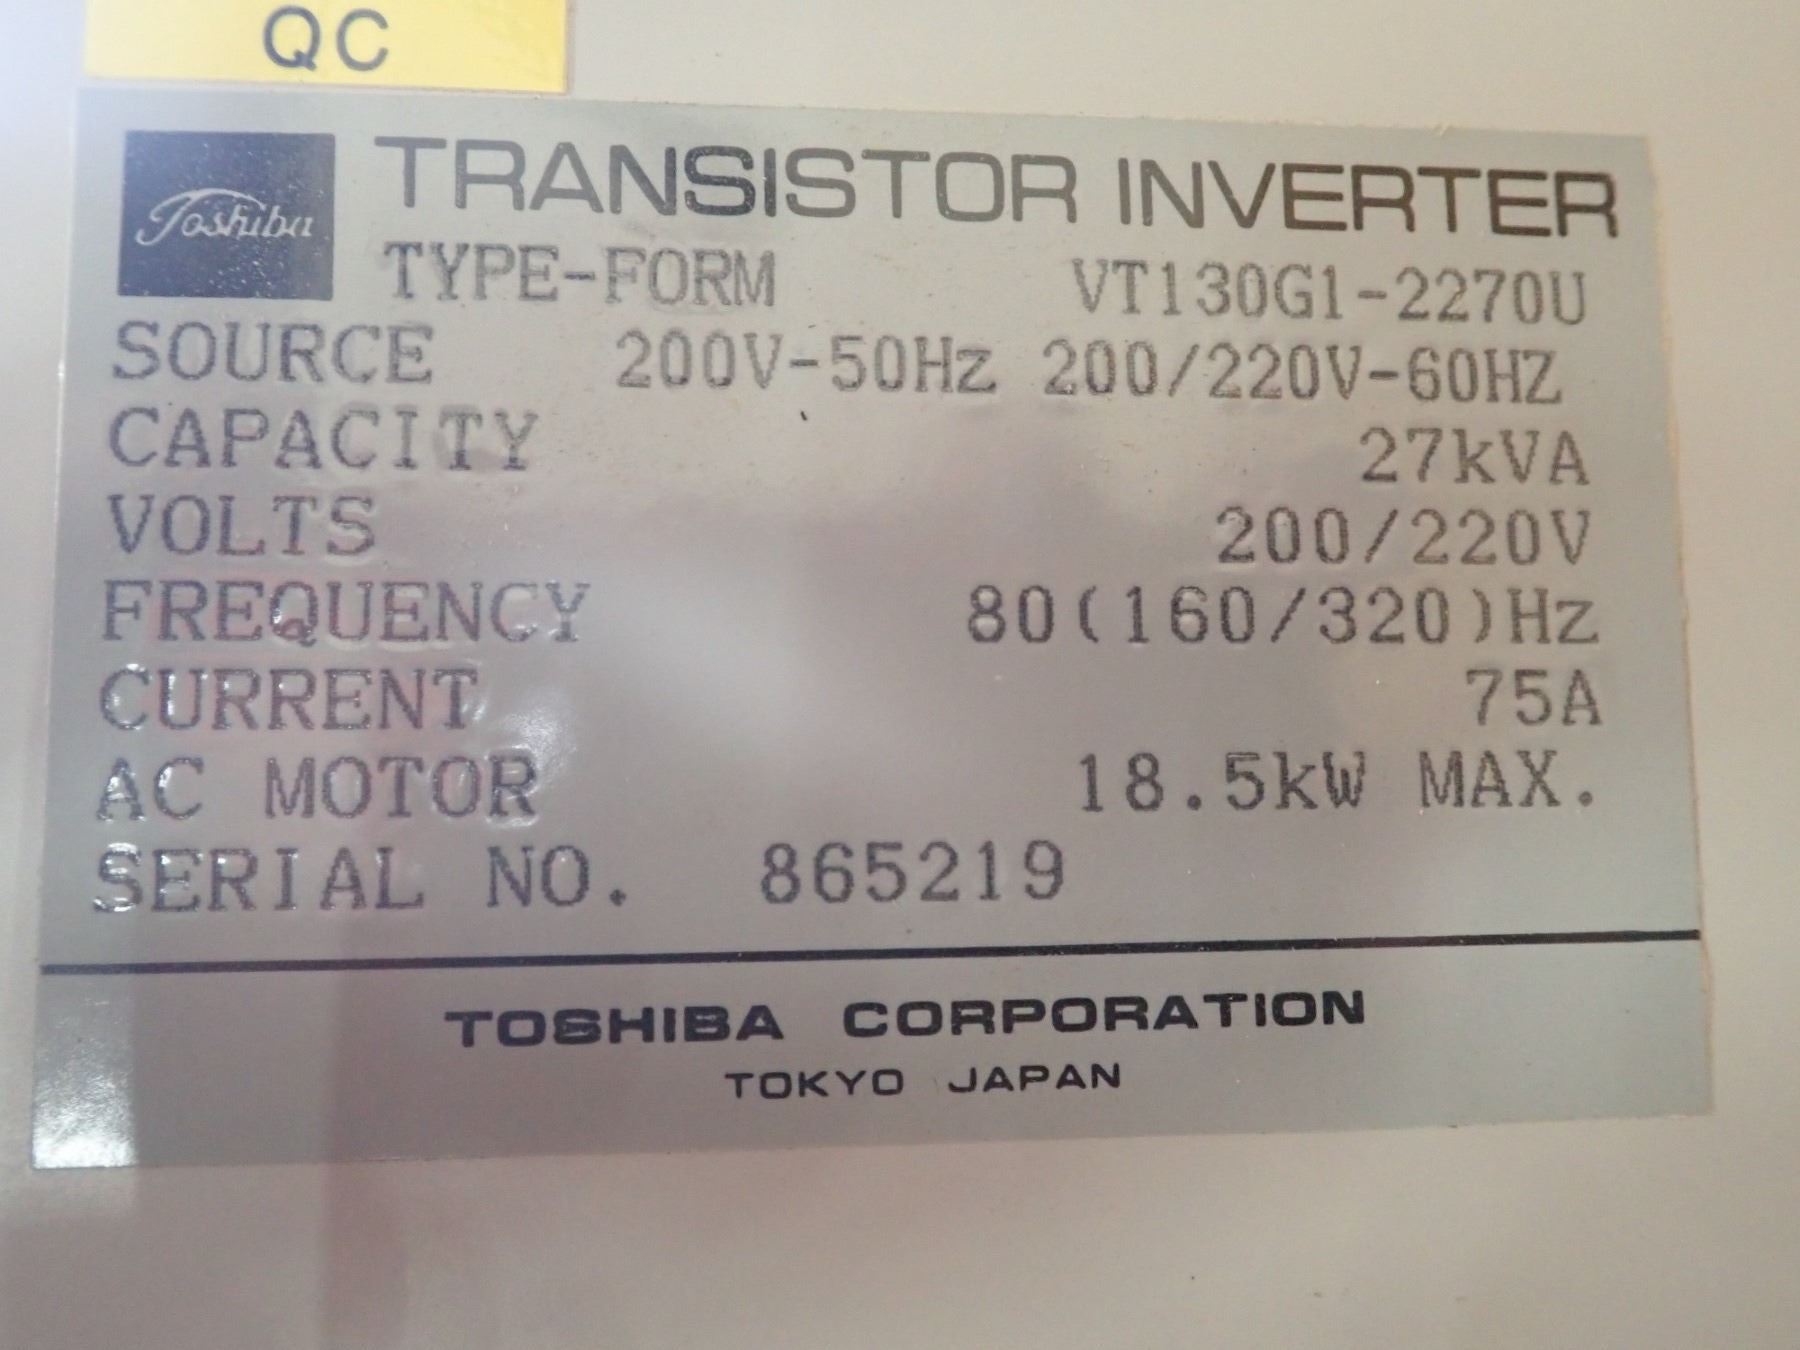 QC
Toshiba
TRANSISTOR INVERTER
TYPE-FORM VT130G1-2270U
SOURCE 200V-50Hz 200/220V-60HZ
CAPACITY 27kVA
VOLTS 200/220V
FREQUENCY 80(160/320)Hz
CURRENT 75A
AC MOTOR 18.5kW MAX.
SERIAL NO. 865219
TOSHIBA CORPORATION
TOKYO JAPAN